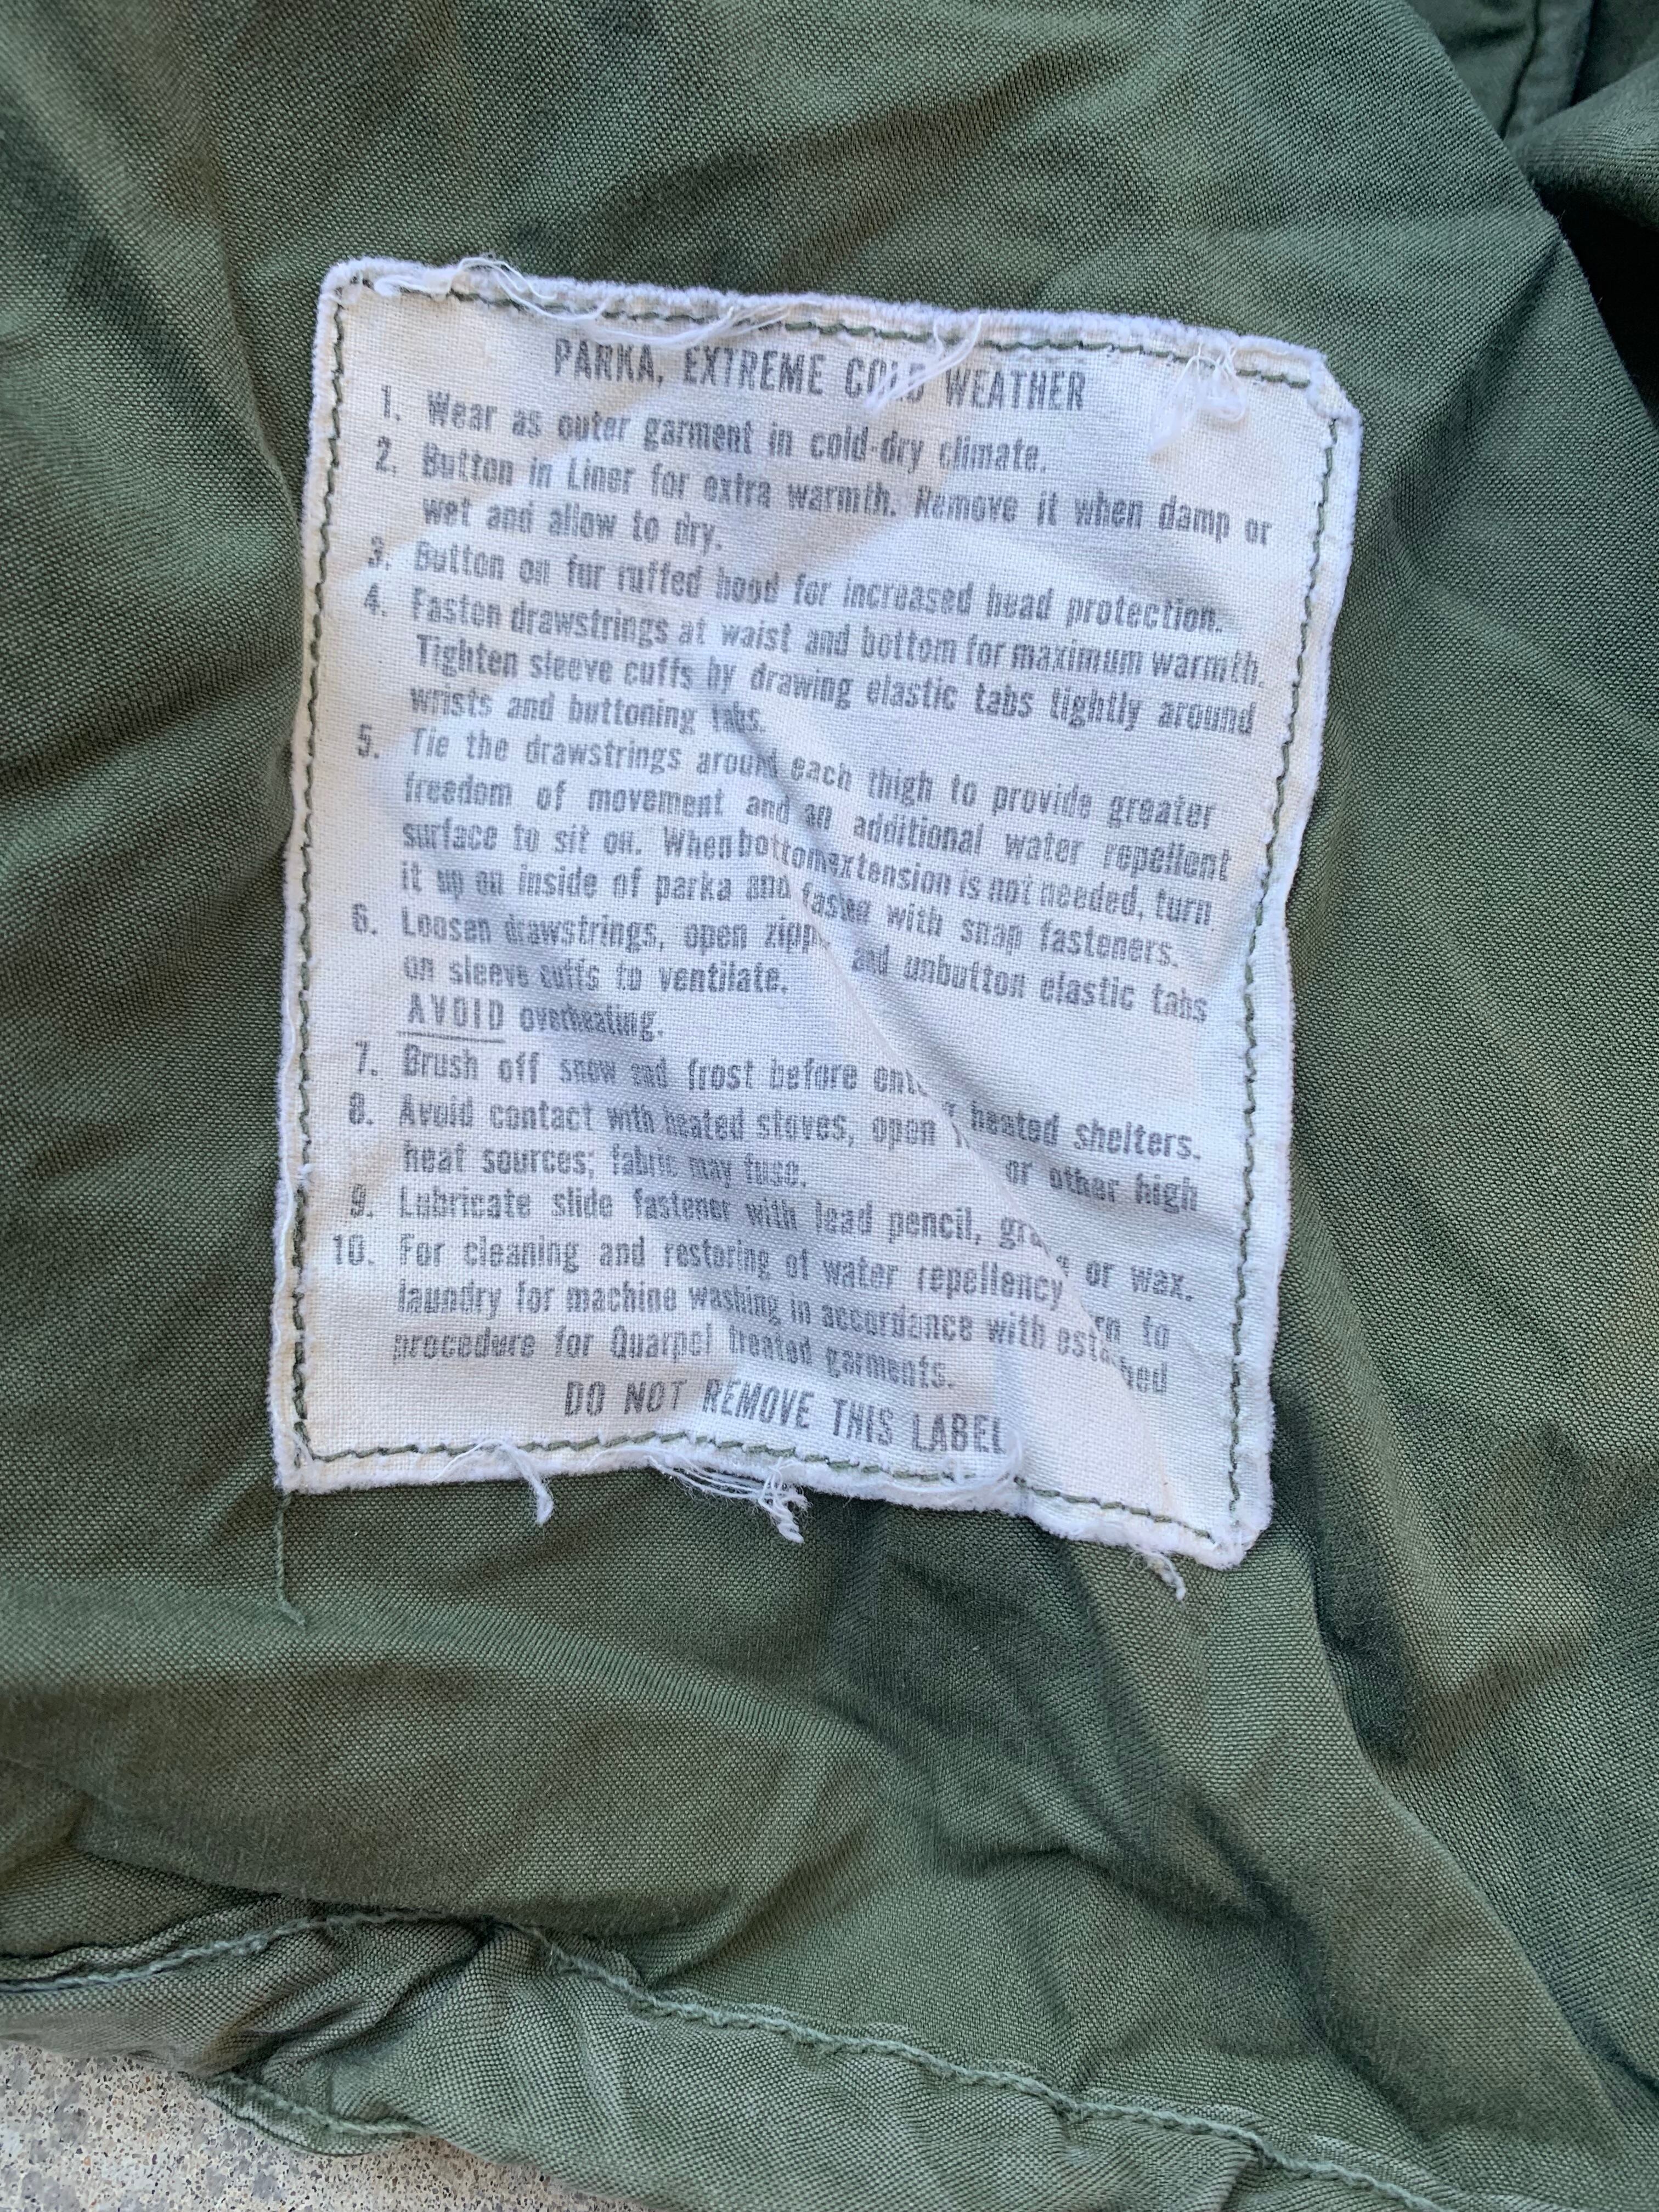 PARKA, EXTREME COLD WEATHER
1. Wear as outer garment in cold-dry climate.
2. Button in Liner for extra warmth. Remove it when damp or
wet and allow to dry.
3. Button on fur ruffed hood for increased head protection.
4. Fasten drawstrings at waist and bottom for maximum warmth.
Tighten sleeve cuffs by drawing elastic tabs tightly around
wrists and buttoning tabs.
5. Tie the drawstrings around each thigh to provide greater
freedom of movement and an additional water repellent
surface to sit on. When bottom extension is not needed, turn
it up on inside of parka and fasten with snap fasteners.
6. Loosen drawstrings, open and unbutton elastic tabs
on sleeve cuffs to ventilate.
AVOID overheating.
7. Brush off snow and frost before heated shelters.
8. Avoid contact with heated stoves, open or other high
heat sources; fabric may fuse.
9. Lubricate slide fastener with lead pencil, or wax.
10. For cleaning and restoring of water repellency to
laundry for machine washing in accordance with
procedure for Quarpel treated garments.
DO NOT REMOVE THIS LABEL